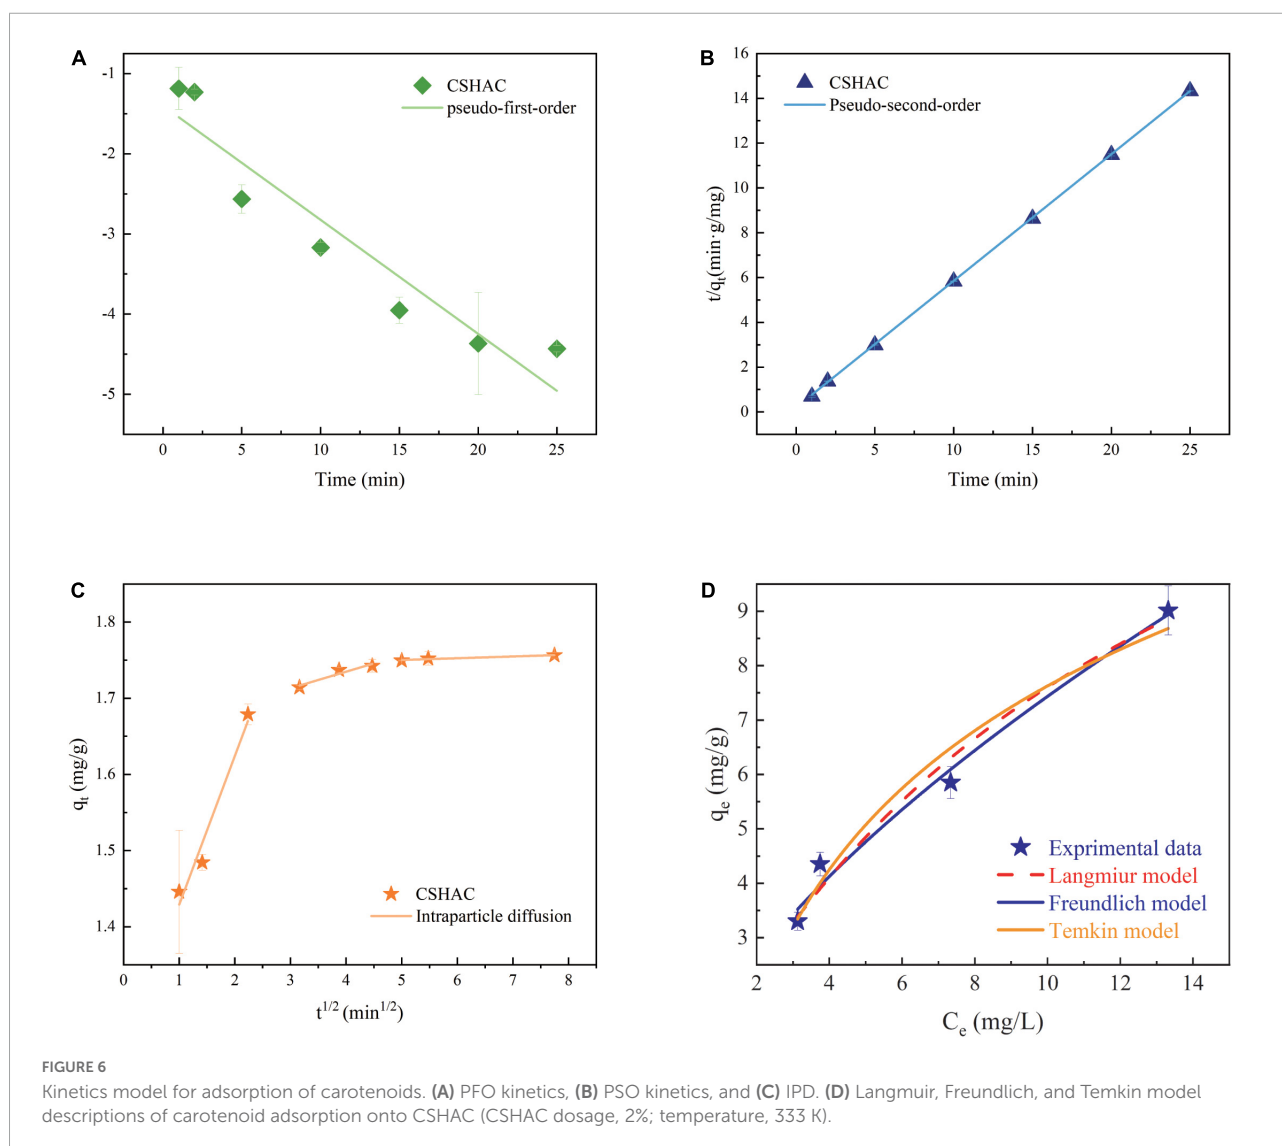 A
-1
-2
-3
-4
-5
0
5
10
15
20
25
Time (min)
CSHAC
pseudo-first-order
B
16
14
12
10
8
6
4
2
0
t/qt(min·g/mg)
0
5
10
15
20
25
Time (min)
CSHAC
Pseudo-second-order
C
1.8
1.7
1.6
1.5
1.4
qt (mg/g)
0
1
2
3
4
5
6
7
8
t1/2 (min1/2)
CSHAC
Intraparticle diffusion
D
9
8
7
6
5
4
3
qe (mg/g)
2
4
6
8
10
12
14
Ce (mg/L)
Exprimental data
Langmiur model
Freundlich model
Temkin model
FIGURE 6
Kinetics model for adsorption of carotenoids. (A) PFO kinetics, (B) PSO kinetics, and (C) IPD. (D) Langmuir, Freundlich, and Temkin model
descriptions of carotenoid adsorption onto CSHAC (CSHAC dosage, 2%; temperature, 333 K).